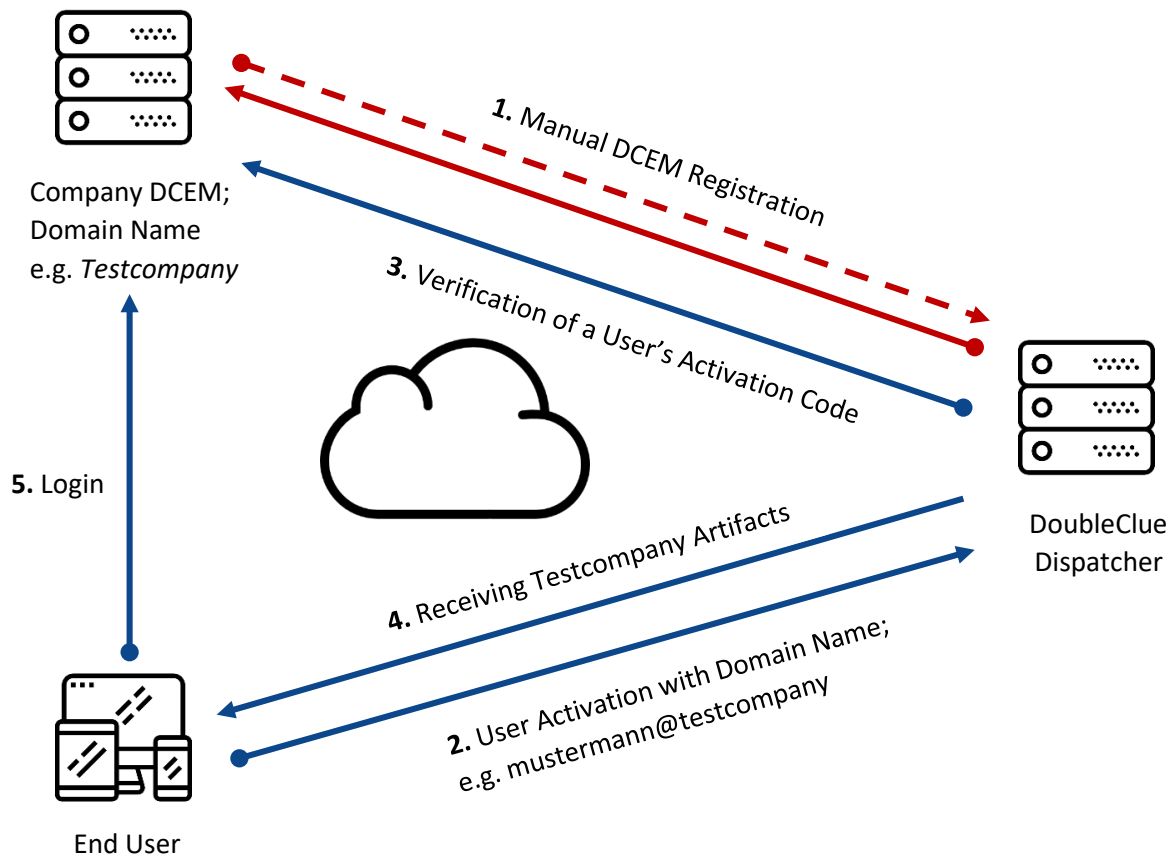 1. Manual DCEM Registration
Company DCEM;
Domain Name
e.g. Testcompany
3. Verification of a User’s Activation Code
5. Login
DoubleClue
Dispatcher
4. Receiving Testcompany Artifacts
2. User Activation with Domain Name;
e.g. mustermann@testcompany
End User